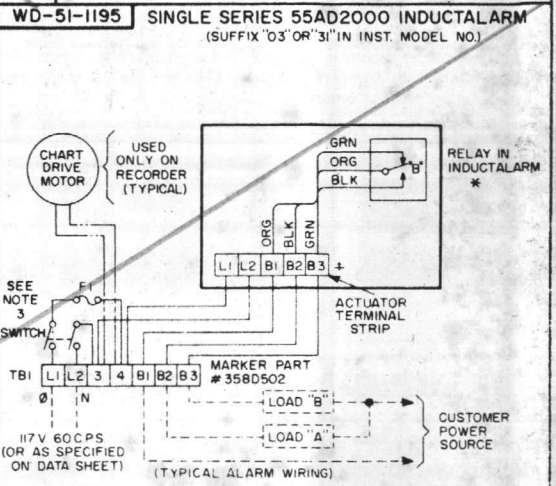 WD-51-1195
SINGLE SERIES 55AD2000 INDUCTALARM
(SUFFIX "03" OR "31" IN INST. MODEL NO.)
CHART
DRIVE
MOTOR
USED
ONLY ON
RECORDER
(TYPICAL)
GRN
ORG
BLK
"B"
RELAY IN
INDUCTALARM
*
ORG
BLK
GRN
L1 L2 B1 B2 B3
ACTUATOR
TERMINAL
STRIP
SEE
NOTE
3
F1
SWITCH
TB1 L1 L2 3 4 B1 B2 B3
MARKER PART
#358D502
Ø N
LOAD "B"
LOAD "A"
CUSTOMER
POWER
SOURCE
117V 60CPS
(OR AS SPECIFIED
ON DATA SHEET)
(TYPICAL ALARM WIRING)